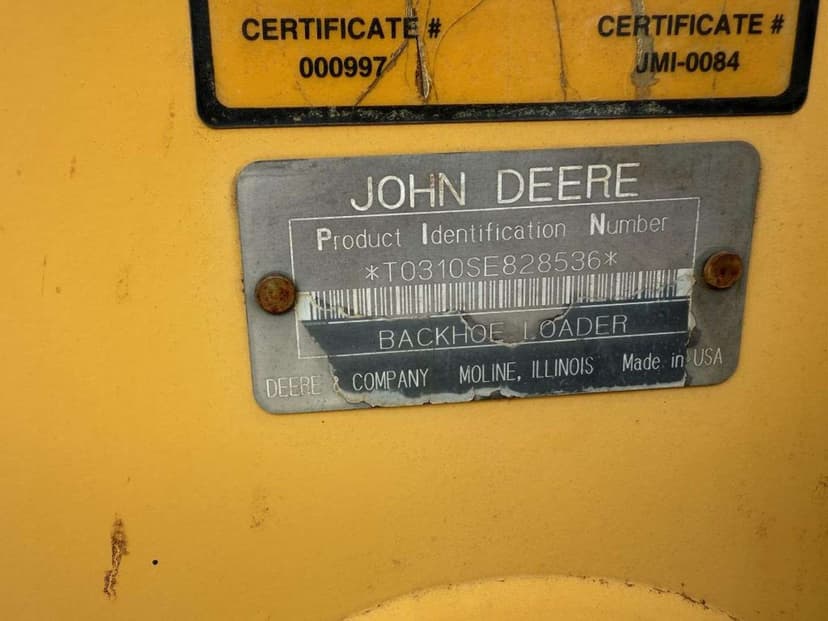 CERTIFICATE # CERTIFICATE #
000997 JMI-0084
JOHN DEERE
Product Identification Number
*T0310SE828536*
BACKHOE LOADER
DEERE & COMPANY MOLINE, ILLINOIS Made in USA